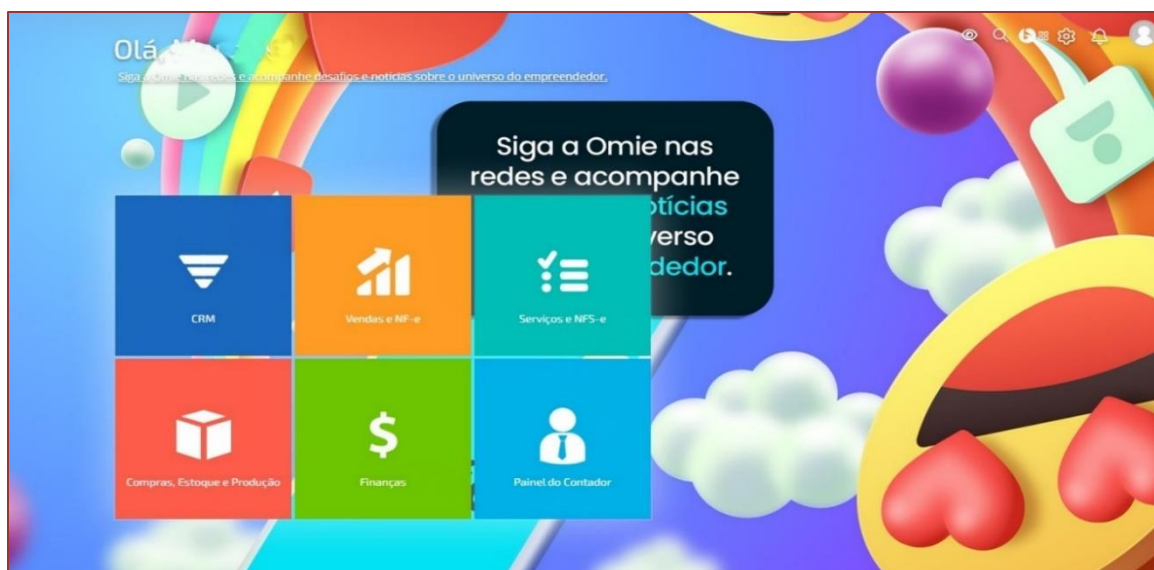 Olá,
Siga a Omie nas redes e acompanhe desafios e notícias sobre o universo do empreendedor.
Siga a Omie nas
redes e acompanhe
otícias
verso
dedor.
CRM
Vendas e NF-e
Serviços e NFS-e
Compras, Estoque e Produção
Finanças
Painel do Contador